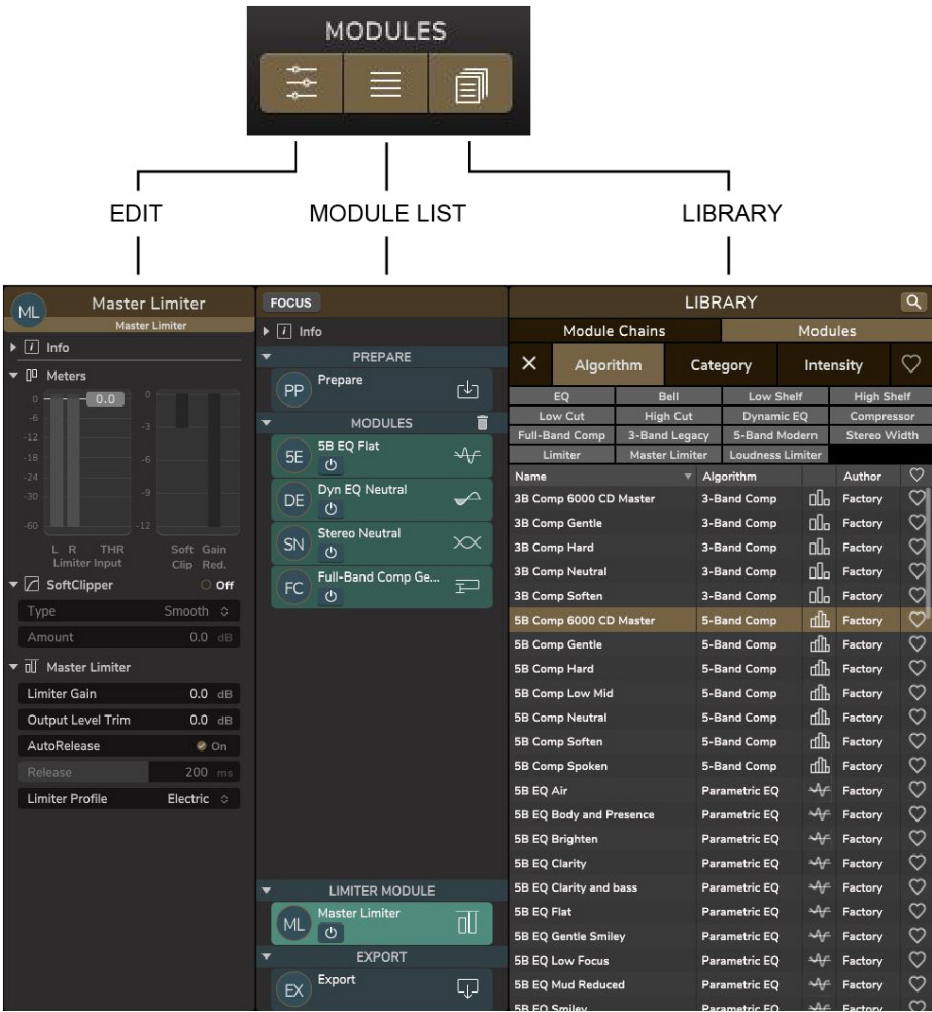 MODULES
EDIT
MODULE LIST
LIBRARY
ML
Master Limiter
Master Limiter
i Info
Meters
0 0.0 0
-6
-3
-12
-18
-6
-24
-30
-9
-60
-12
L R THR
Limiter Input
Soft Gain
Clip Red.
SoftClipper Off
Type Smooth
Amount 0.0 dB
Master Limiter
Limiter Gain 0.0 dB
Output Level Trim 0.0 dB
AutoRelease On
Release 200 ms
Limiter Profile Electric
FOCUS
i Info
PREPARE
PP Prepare
MODULES
5E 5B EQ Flat
DE Dyn EQ Neutral
SN Stereo Neutral
FC Full-Band Comp Ge...
LIMITER MODULE
ML Master Limiter
EXPORT
EX Export
LIBRARY
Module Chains Modules
Algorithm Category Intensity
EQ Bell Low Shelf High Shelf
Low Cut High Cut Dynamic EQ Compressor
Full-Band Comp 3-Band Legacy 5-Band Modern Stereo Width
Limiter Master Limiter Loudness Limiter
Name Algorithm Author
3B Comp 6000 CD Master 3-Band Comp Factory
3B Comp Gentle 3-Band Comp Factory
3B Comp Hard 3-Band Comp Factory
3B Comp Neutral 3-Band Comp Factory
3B Comp Soften 3-Band Comp Factory
5B Comp 6000 CD Master 5-Band Comp Factory
5B Comp Gentle 5-Band Comp Factory
5B Comp Hard 5-Band Comp Factory
5B Comp Low Mid 5-Band Comp Factory
5B Comp Neutral 5-Band Comp Factory
5B Comp Soften 5-Band Comp Factory
5B Comp Spoken 5-Band Comp Factory
5B EQ Air Parametric EQ Factory
5B EQ Body and Presence Parametric EQ Factory
5B EQ Brighten Parametric EQ Factory
5B EQ Clarity Parametric EQ Factory
5B EQ Clarity and bass Parametric EQ Factory
5B EQ Flat Parametric EQ Factory
5B EQ Gentle Smiley Parametric EQ Factory
5B EQ Low Focus Parametric EQ Factory
5B EQ Mud Reduced Parametric EQ Factory
5B EQ Smiley Parametric EQ Factory